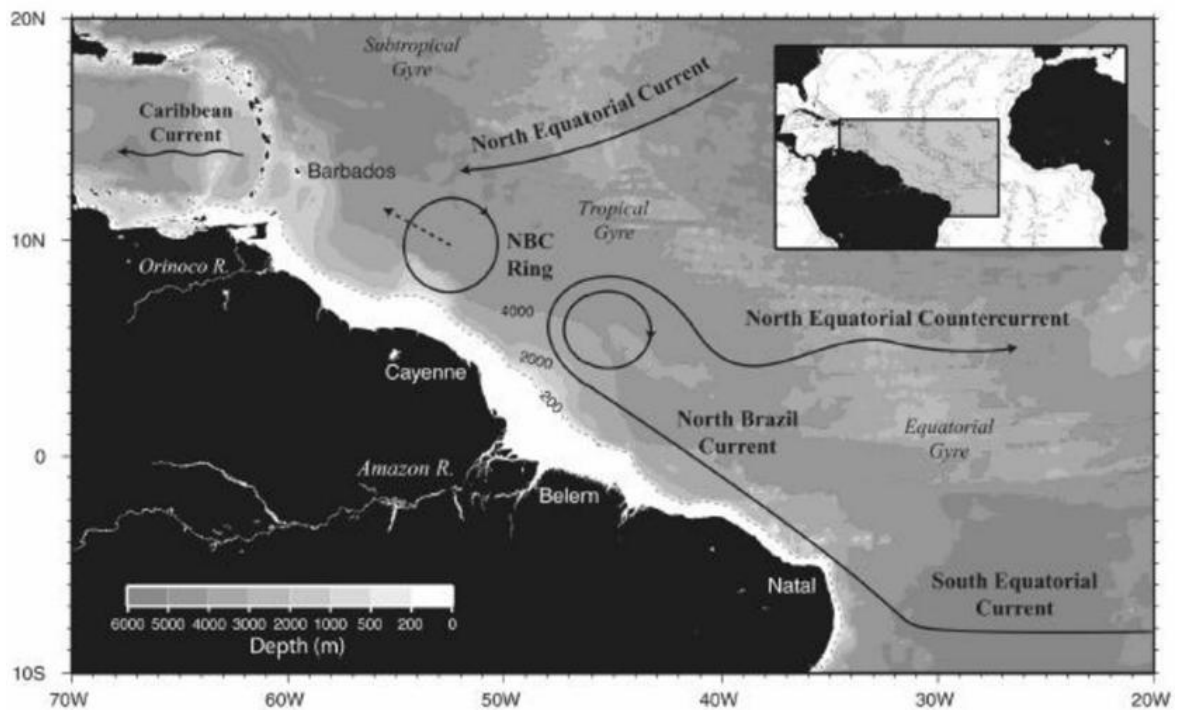 20N
Subtropical
Gyre
Caribbean
Current
North Equatorial Current
Barbados
Tropical
Gyre
10N
NBC
Ring
Orinoco R.
4000
North Equatorial Countercurrent
2000
Cayenne
200
North Brazil
Current
Equatorial
Gyre
0
Amazon R.
Belem
Natal
South Equatorial
Current
6000 5000 4000 3000 2000 1000 500 200 0
Depth (m)
10S
70W 60W 50W 40W 30W 20W